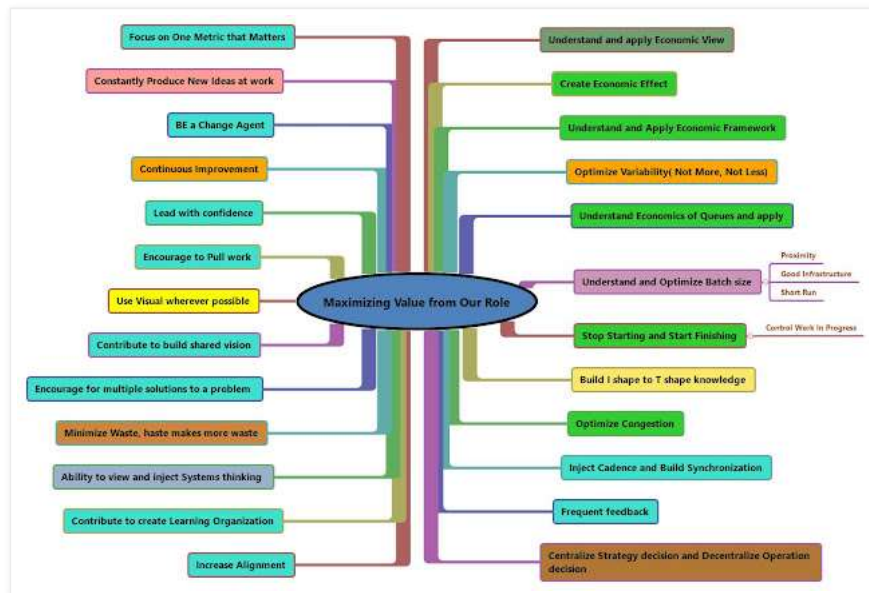 Focus on One Metric that Matters
Constantly Produce New Ideas at work
BE a Change Agent
Continuous Improvement
Lead with confidence
Encourage to Pull work
Use Visual wherever possible
Contribute to build shared vision
Encourage for multiple solutions to a problem
Minimize Waste, haste makes more waste
Ability to view and inject Systems thinking
Contribute to create Learning Organization
Increase Alignment
Maximizing Value from Our Role
Understand and apply Economic View
Create Economic Effect
Understand and Apply Economic Framework
Optimize Variability( Not More, Not Less)
Understand Economics of Queues and apply
Understand and Optimize Batch size
Proximity
Good Infrastructure
Short Run
Stop Starting and Start Finishing
Control Work In Progress
Build I shape to T shape knowledge
Optimize Congestion
Inject Cadence and Build Synchronization
Frequent feedback
Centralize Strategy decision and Decentralize Operation
decision